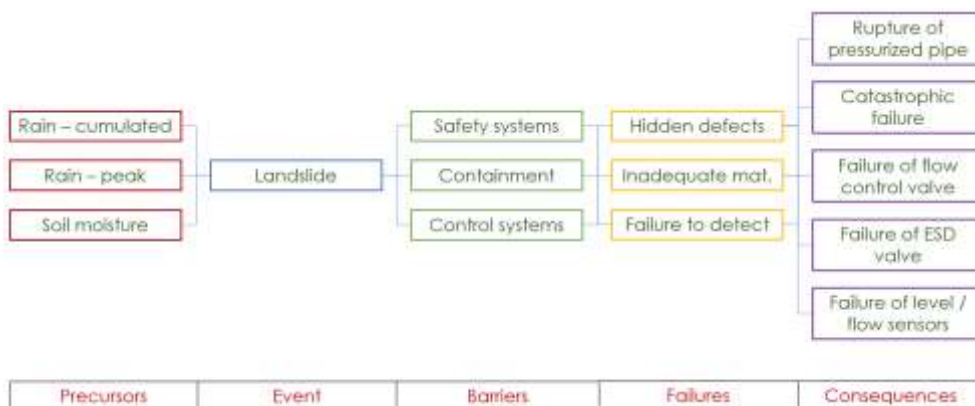 Rupture of
pressurized pipe
Catastrophic
failure
Rain – cumulated
Safety systems
Hidden defects
Rain – peak
Landslide
Containment
Inadequate mat.
Failure of flow
control valve
Soil moisture
Control systems
Failure to detect
Failure of ESD
valve
Failure of level /
flow sensors
Precursors
Event
Barriers
Failures
Consequences